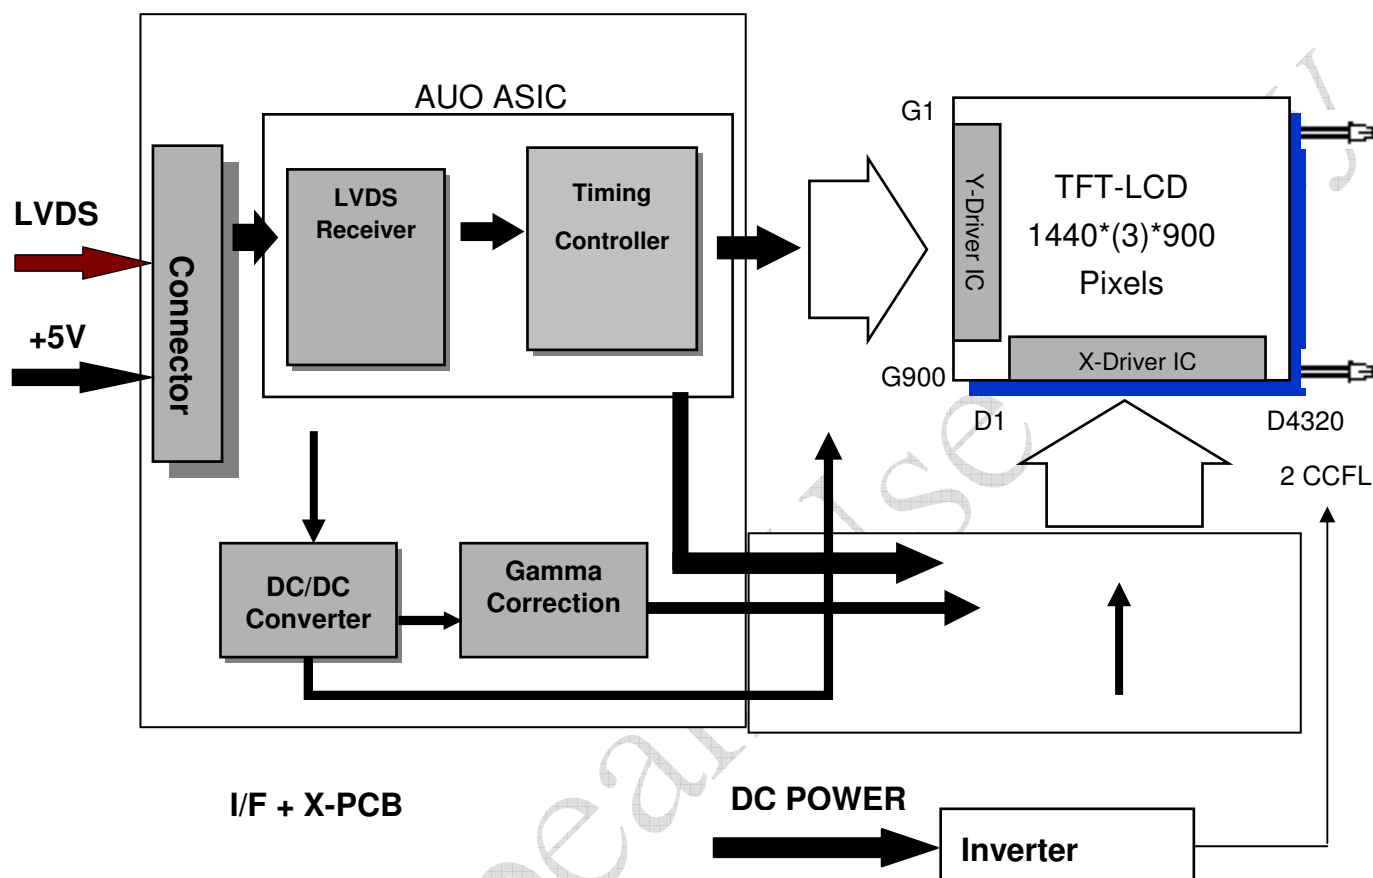 AUO ASIC
G1
LVDS
Receiver
Timing
Controller
Y-Driver IC
TFT-LCD
1440*(3)*900
Pixels
LVDS
Connector
+5V
X-Driver IC
G900
D1
D4320
2 CCFL
DC/DC
Converter
Gamma
Correction
I/F + X-PCB
DC POWER
Inverter
Use